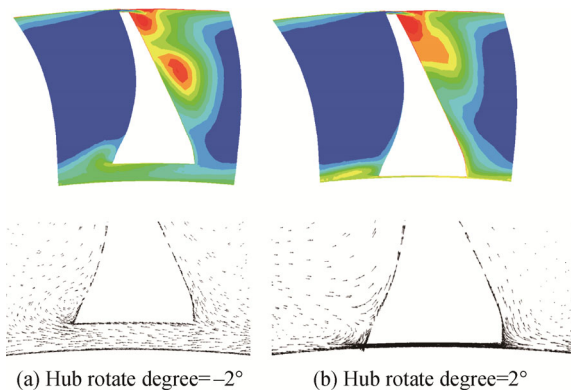 (a) Hub rotate degree=−2°
(b) Hub rotate degree=2°